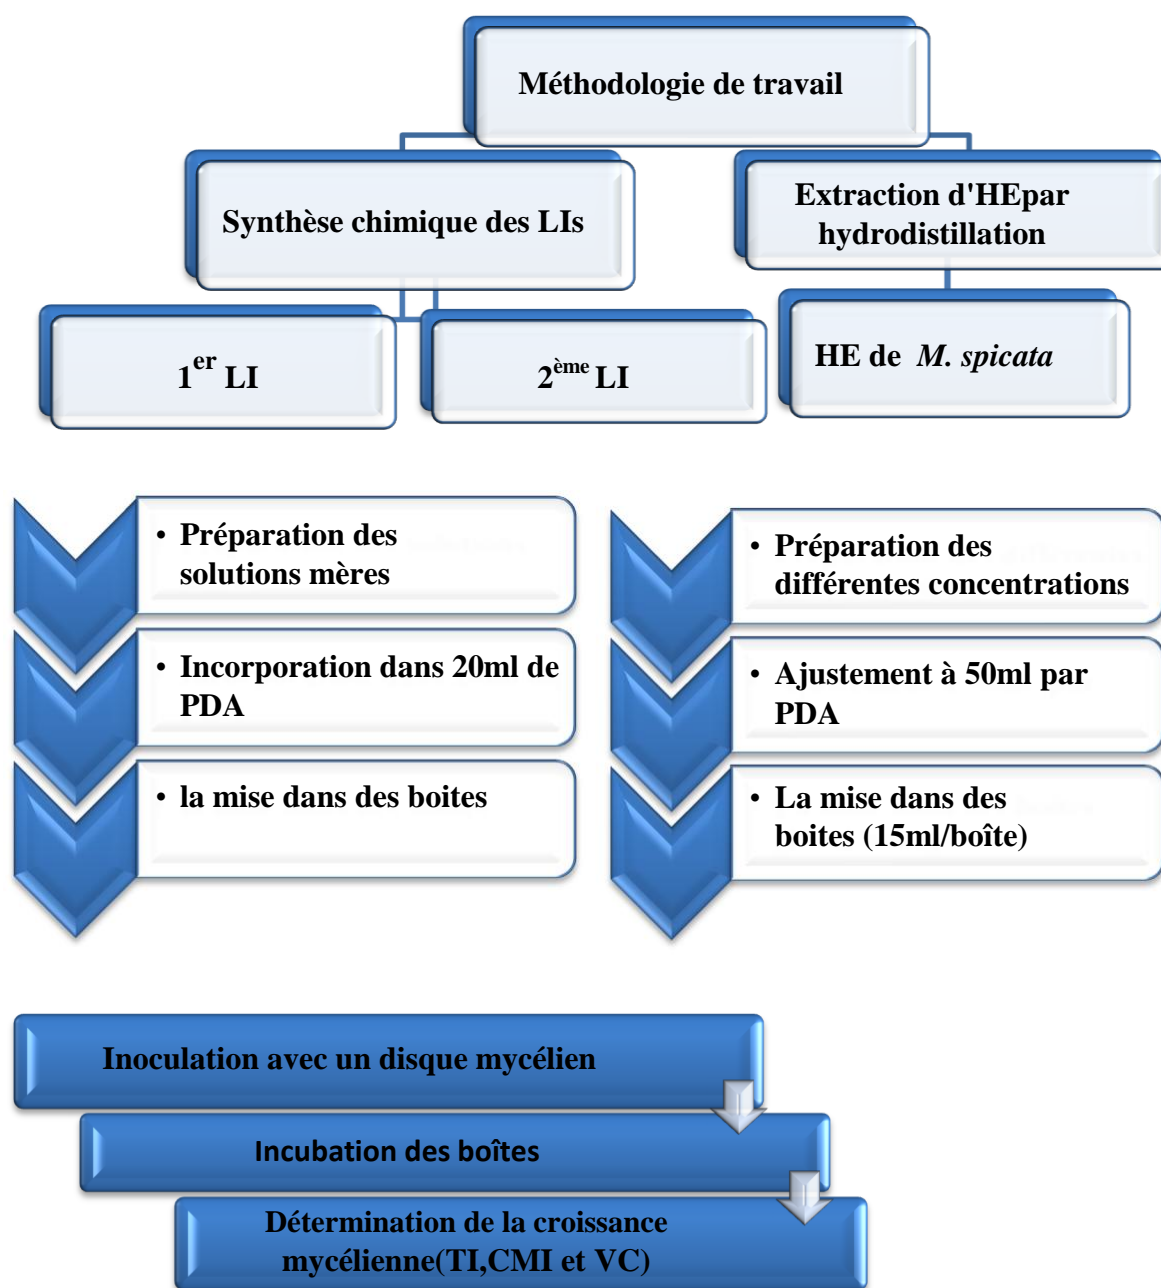 Méthodologie de travail
Synthèse chimique des LIs
Extraction d'HEpar
hydrodistillation
1er LI
2ème LI
HE de M. spicata
• Préparation des
solutions mères
• Incorporation dans 20ml de
PDA
• la mise dans des boites
• Préparation des
différentes concentrations
• Ajustement à 50ml par
PDA
• La mise dans des
boites (15ml/boîte)
Inoculation avec un disque mycélien
Incubation des boîtes
Détermination de la croissance
mycélienne(TI,CMI et VC)